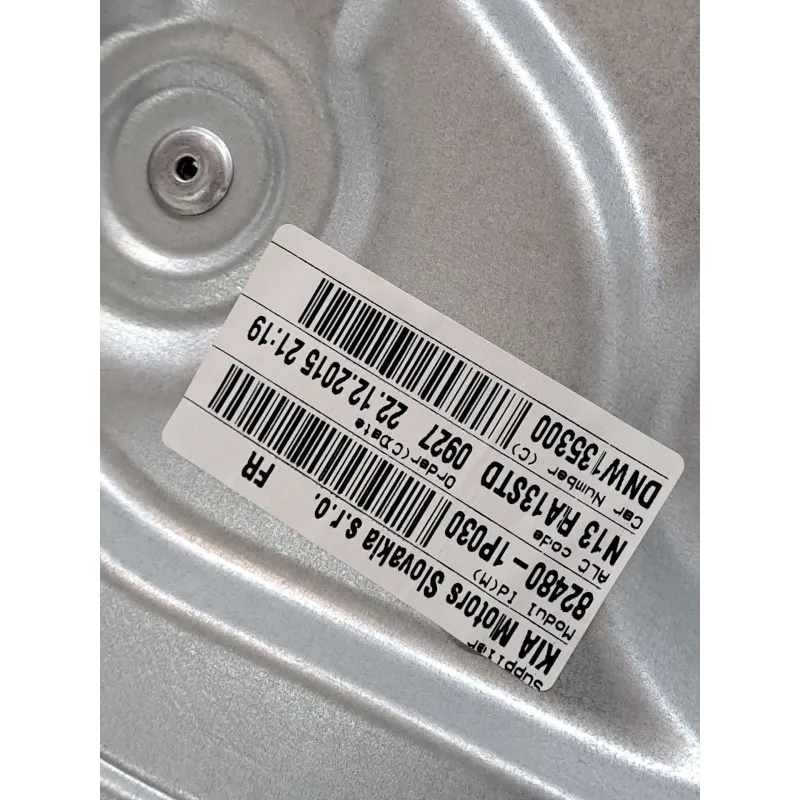 Supplier
KIA Motors Slovakia s.r.o. FR
Modul Id(M)
82480-1P030
ALC code Order(C) Date
N13 RA13STD 0927 22.12.2015 21:19
Car Number (C)
DNW135300